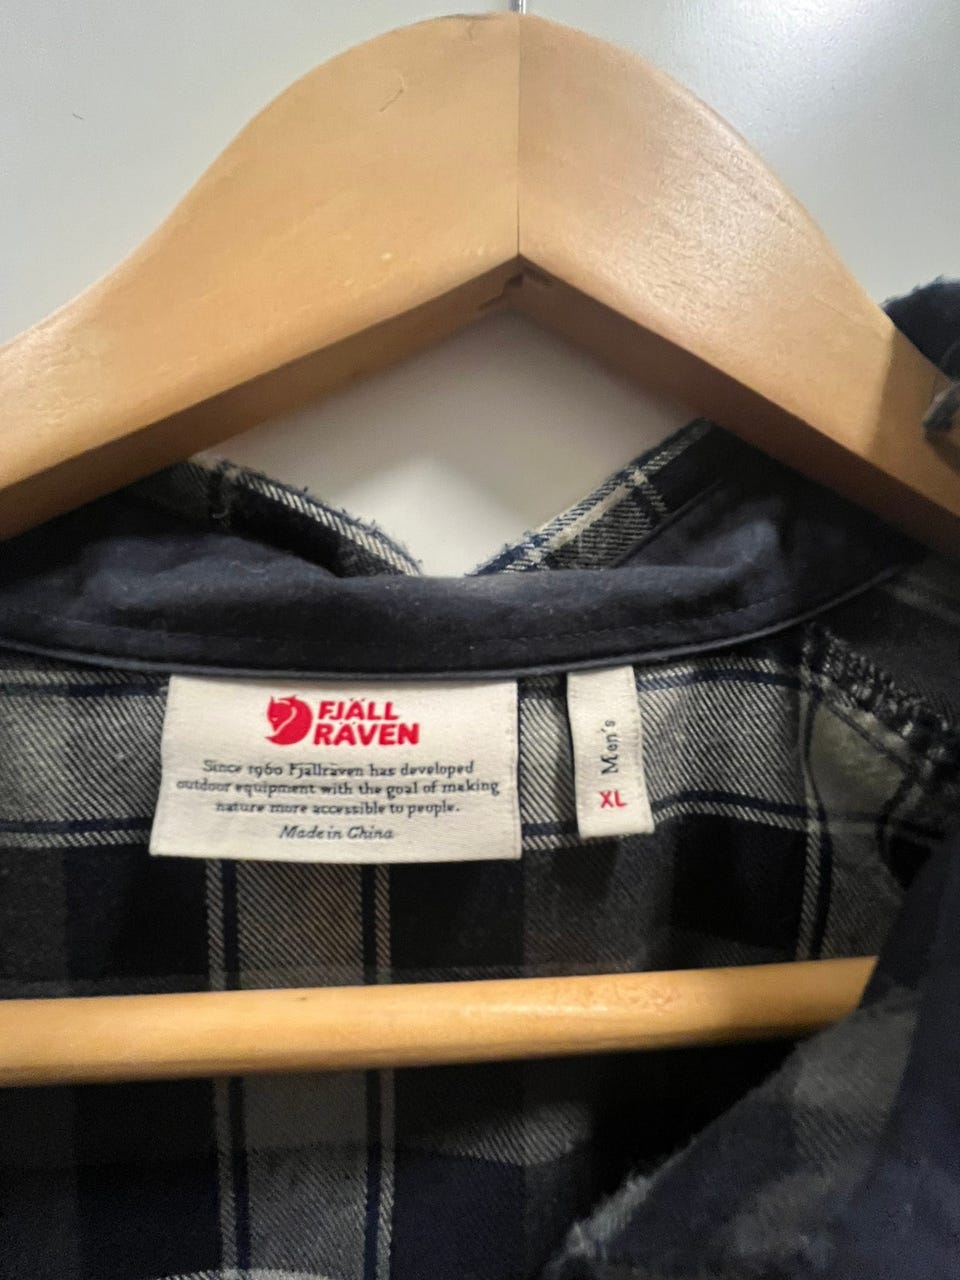 FJÄLL
RÄVEN
Since 1960 Fjällräven has developed
outdoor equipment with the goal of making
nature more accessible to people.
Made in China
Men's
XL